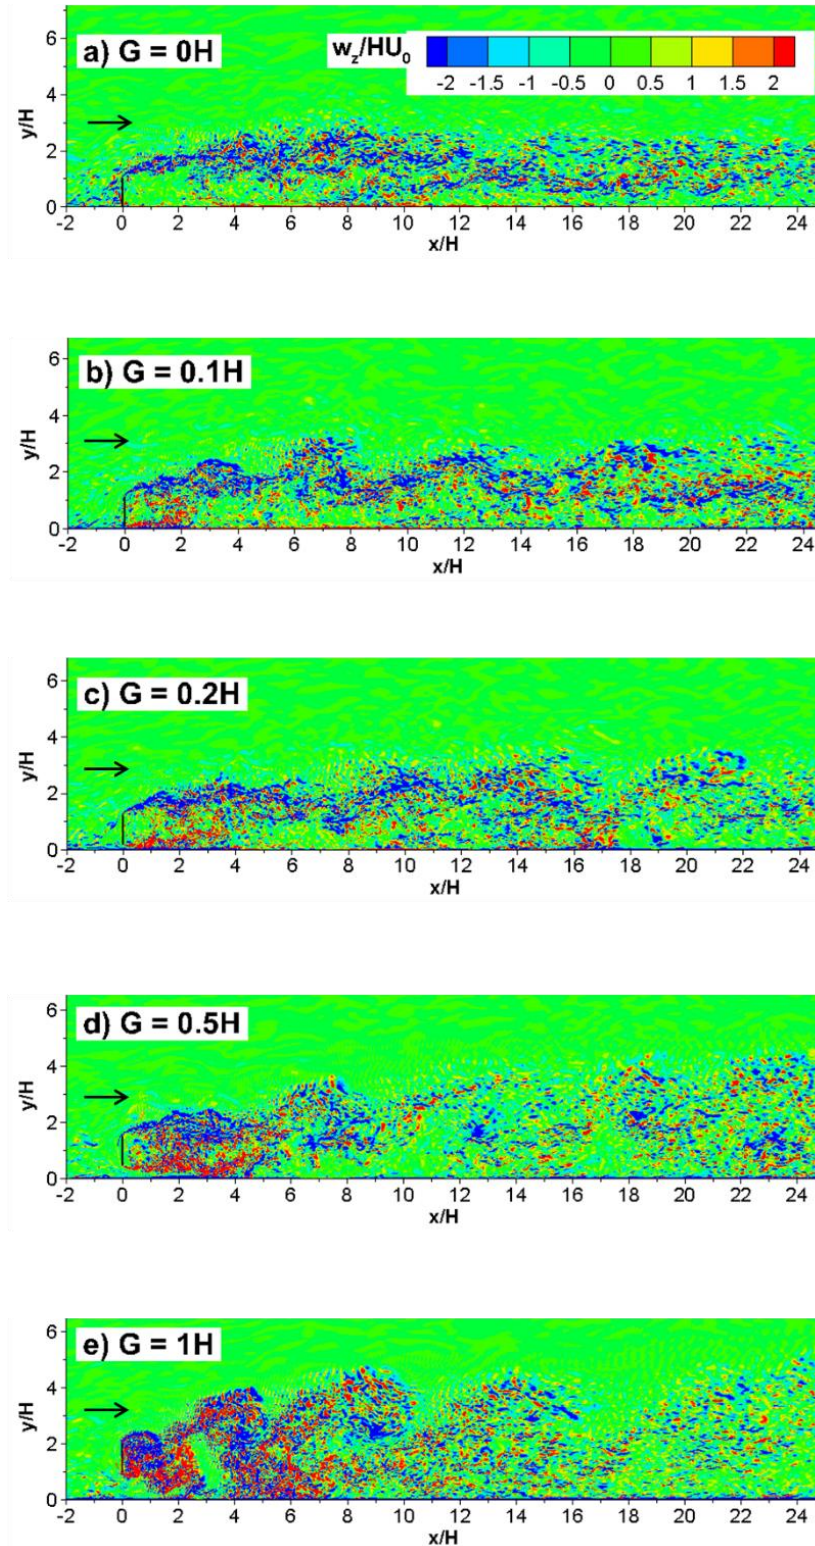 a) G = 0H
w_z/HU_0
-2 -1.5 -1 -0.5 0 0.5 1 1.5 2
y/H
6
4
2
0
-2 0 2 4 6 8 10 12 14 16 18 20 22 24
x/H
b) G = 0.1H
y/H
6
4
2
0
-2 0 2 4 6 8 10 12 14 16 18 20 22 24
x/H
c) G = 0.2H
y/H
6
4
2
0
-2 0 2 4 6 8 10 12 14 16 18 20 22 24
x/H
d) G = 0.5H
y/H
6
4
2
0
-2 0 2 4 6 8 10 12 14 16 18 20 22 24
x/H
e) G = 1H
y/H
6
4
2
0
-2 0 2 4 6 8 10 12 14 16 18 20 22 24
x/H